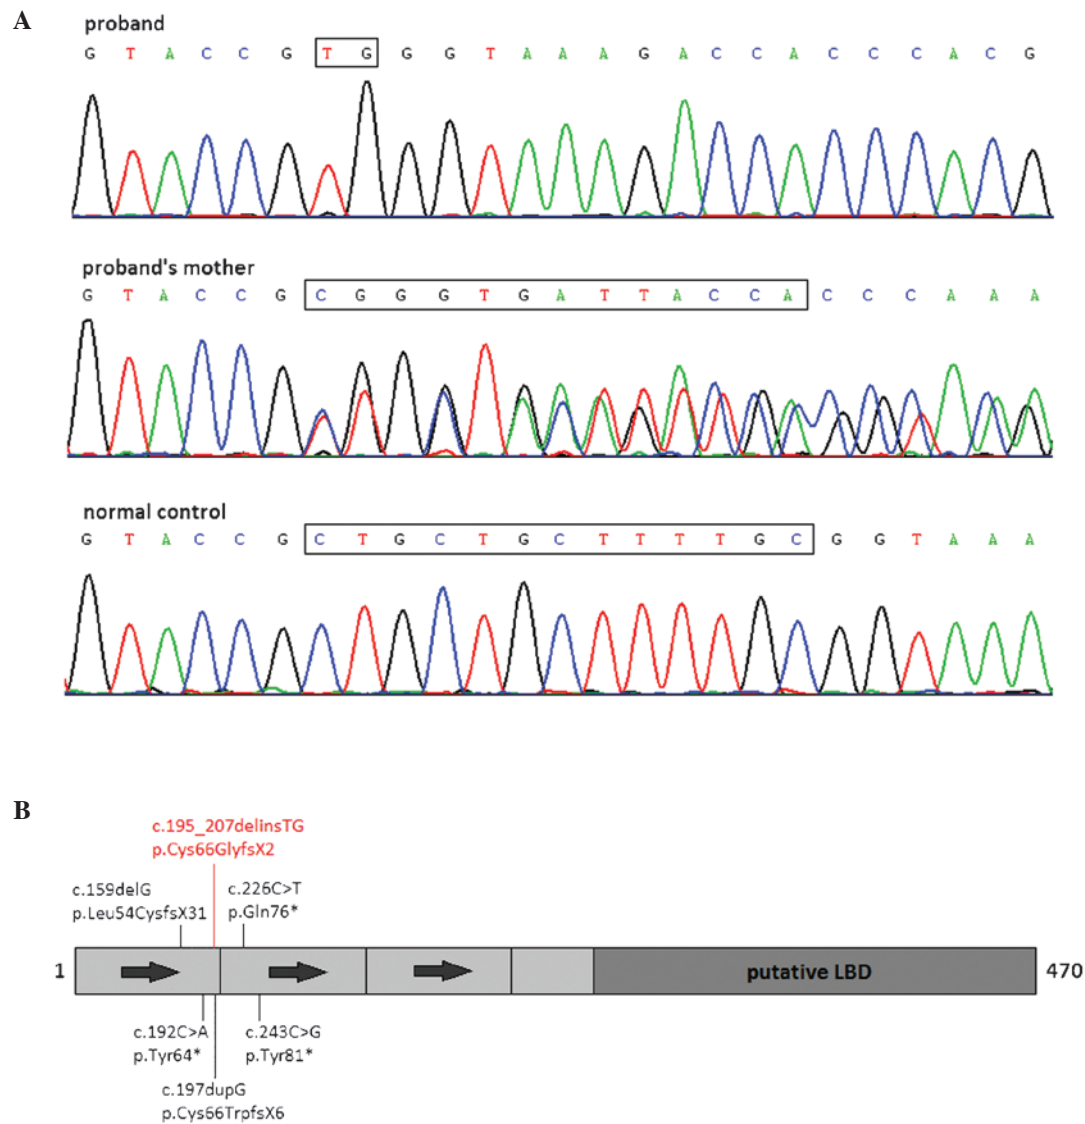 A
proband
G T A C C G T G G G T A A A G A C C A C C C A C G
proband's mother
G T A C C G C G G G T G A T T A C C A C C C A A A
normal control
G T A C C G C T G C T G C T T T T G C G G T A A A
B
c.195_207delinsTG
p.Cys66GlyfsX2
c.159delG
p.Leu54CysfsX31
c.226C>T
p.Gln76*
1
putative LBD
470
c.192C>A
p.Tyr64*
c.243C>G
p.Tyr81*
c.197dupG
p.Cys66TrpfsX6